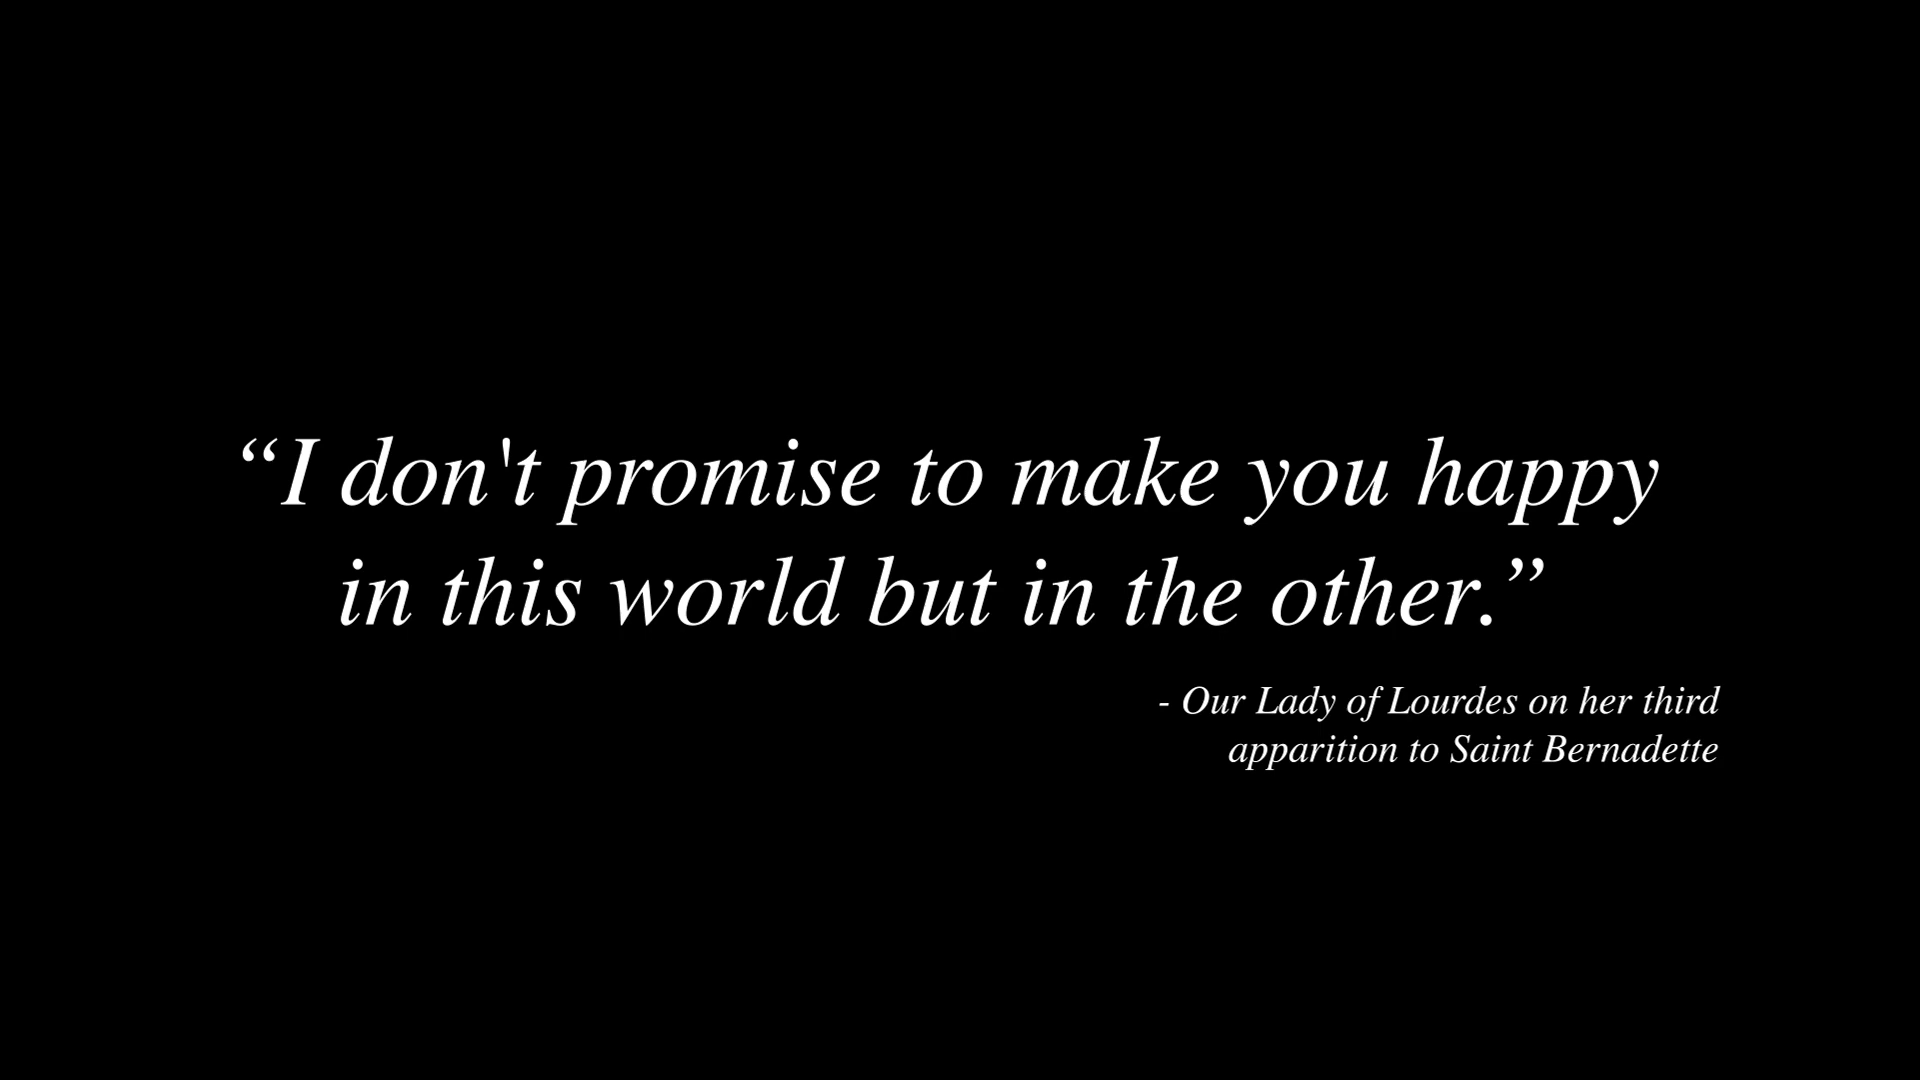 “I don't promise to make you happy
in this world but in the other.”
- Our Lady of Lourdes on her third
apparition to Saint Bernadette